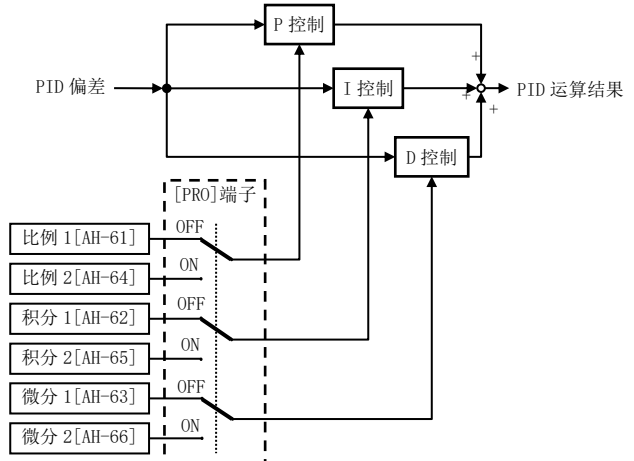 P 控制
+
PID 偏差
I 控制
+
PID 运算结果
+
D 控制
[PRO]端子
OFF
比例 1[AH-61]
ON
比例 2[AH-64]
OFF
积分 1[AH-62]
ON
积分 2[AH-65]
OFF
微分 1[AH-63]
ON
微分 2[AH-66]